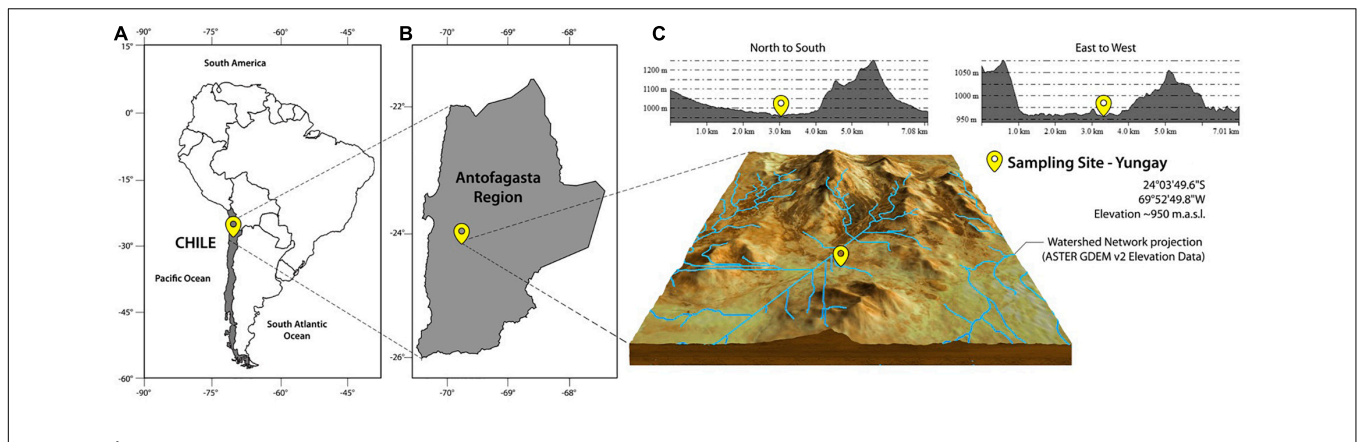 A
-90°
-75°
-60°
-45°
15°
0°
-15°
-30°
-45°
-60°
South America
CHILE
Pacific Ocean
South Atlantic
Ocean
-90°
-75°
-60°
-45°
B
-70°
-69°
-68°
-22°
-24°
-26°
Antofagasta
Region
-70°
-69°
-68°
C
North to South
1200 m
1100 m
1000 m
1.0 km
2.0 km
3.0 km
4.0 km
5.0 km
7.08 km
East to West
1050 m
1000 m
950 m
1.0 km
2.0 km
3.0 km
4.0 km
5.0 km
7.01 km
Sampling Site - Yungay
24°03'49.6"S
69°52'49.8"W
Elevation ~950 m.a.s.l.
Watershed Network projection
(ASTER GDEM v2 Elevation Data)